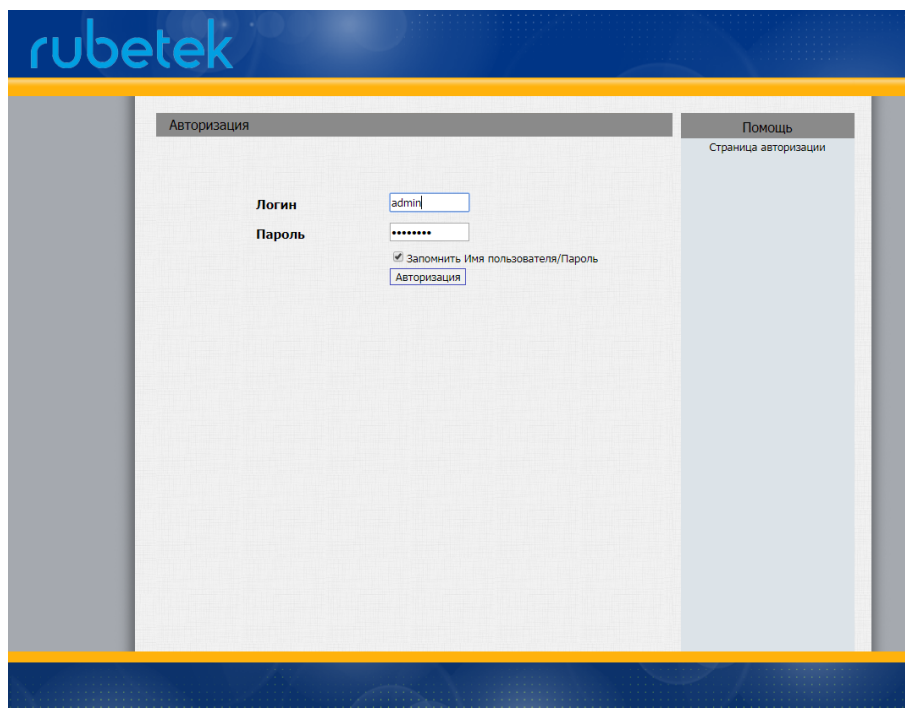 rubetek
Авторизация
Помощь
Страница авторизации
Логин
admin
Пароль
••••••••
Запомнить Имя пользователя/Пароль
Авторизация